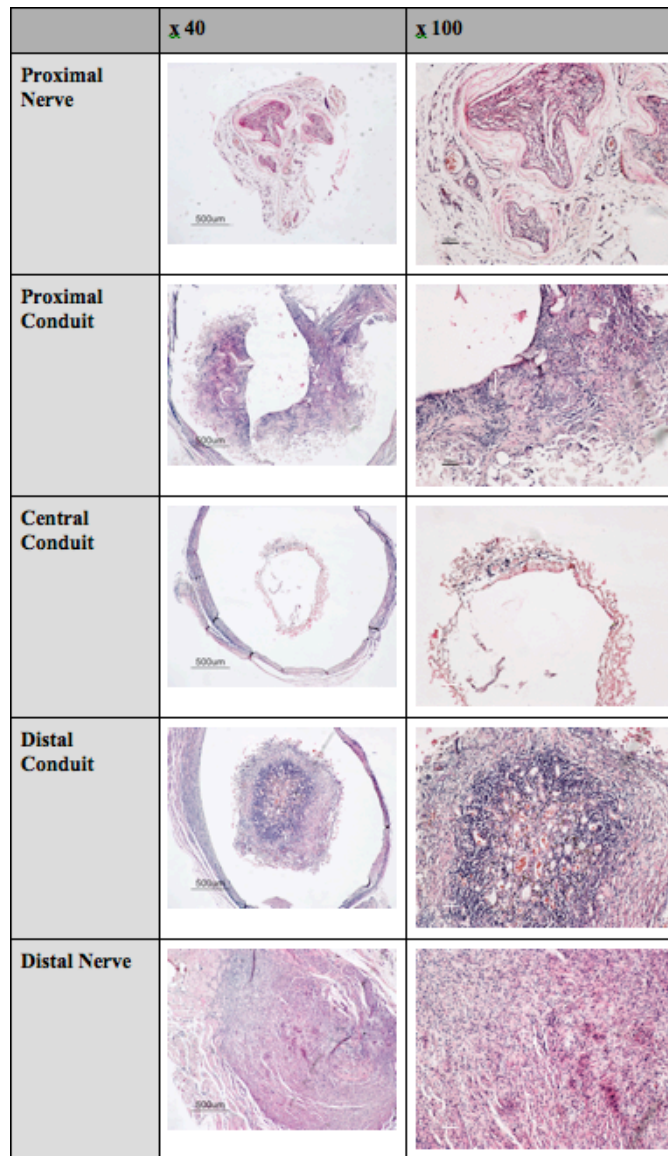 x 40
x 100
Proximal
Nerve
500um
Proximal
Conduit
500um
Central
Conduit
500um
Distal
Conduit
500um
Distal Nerve
500um